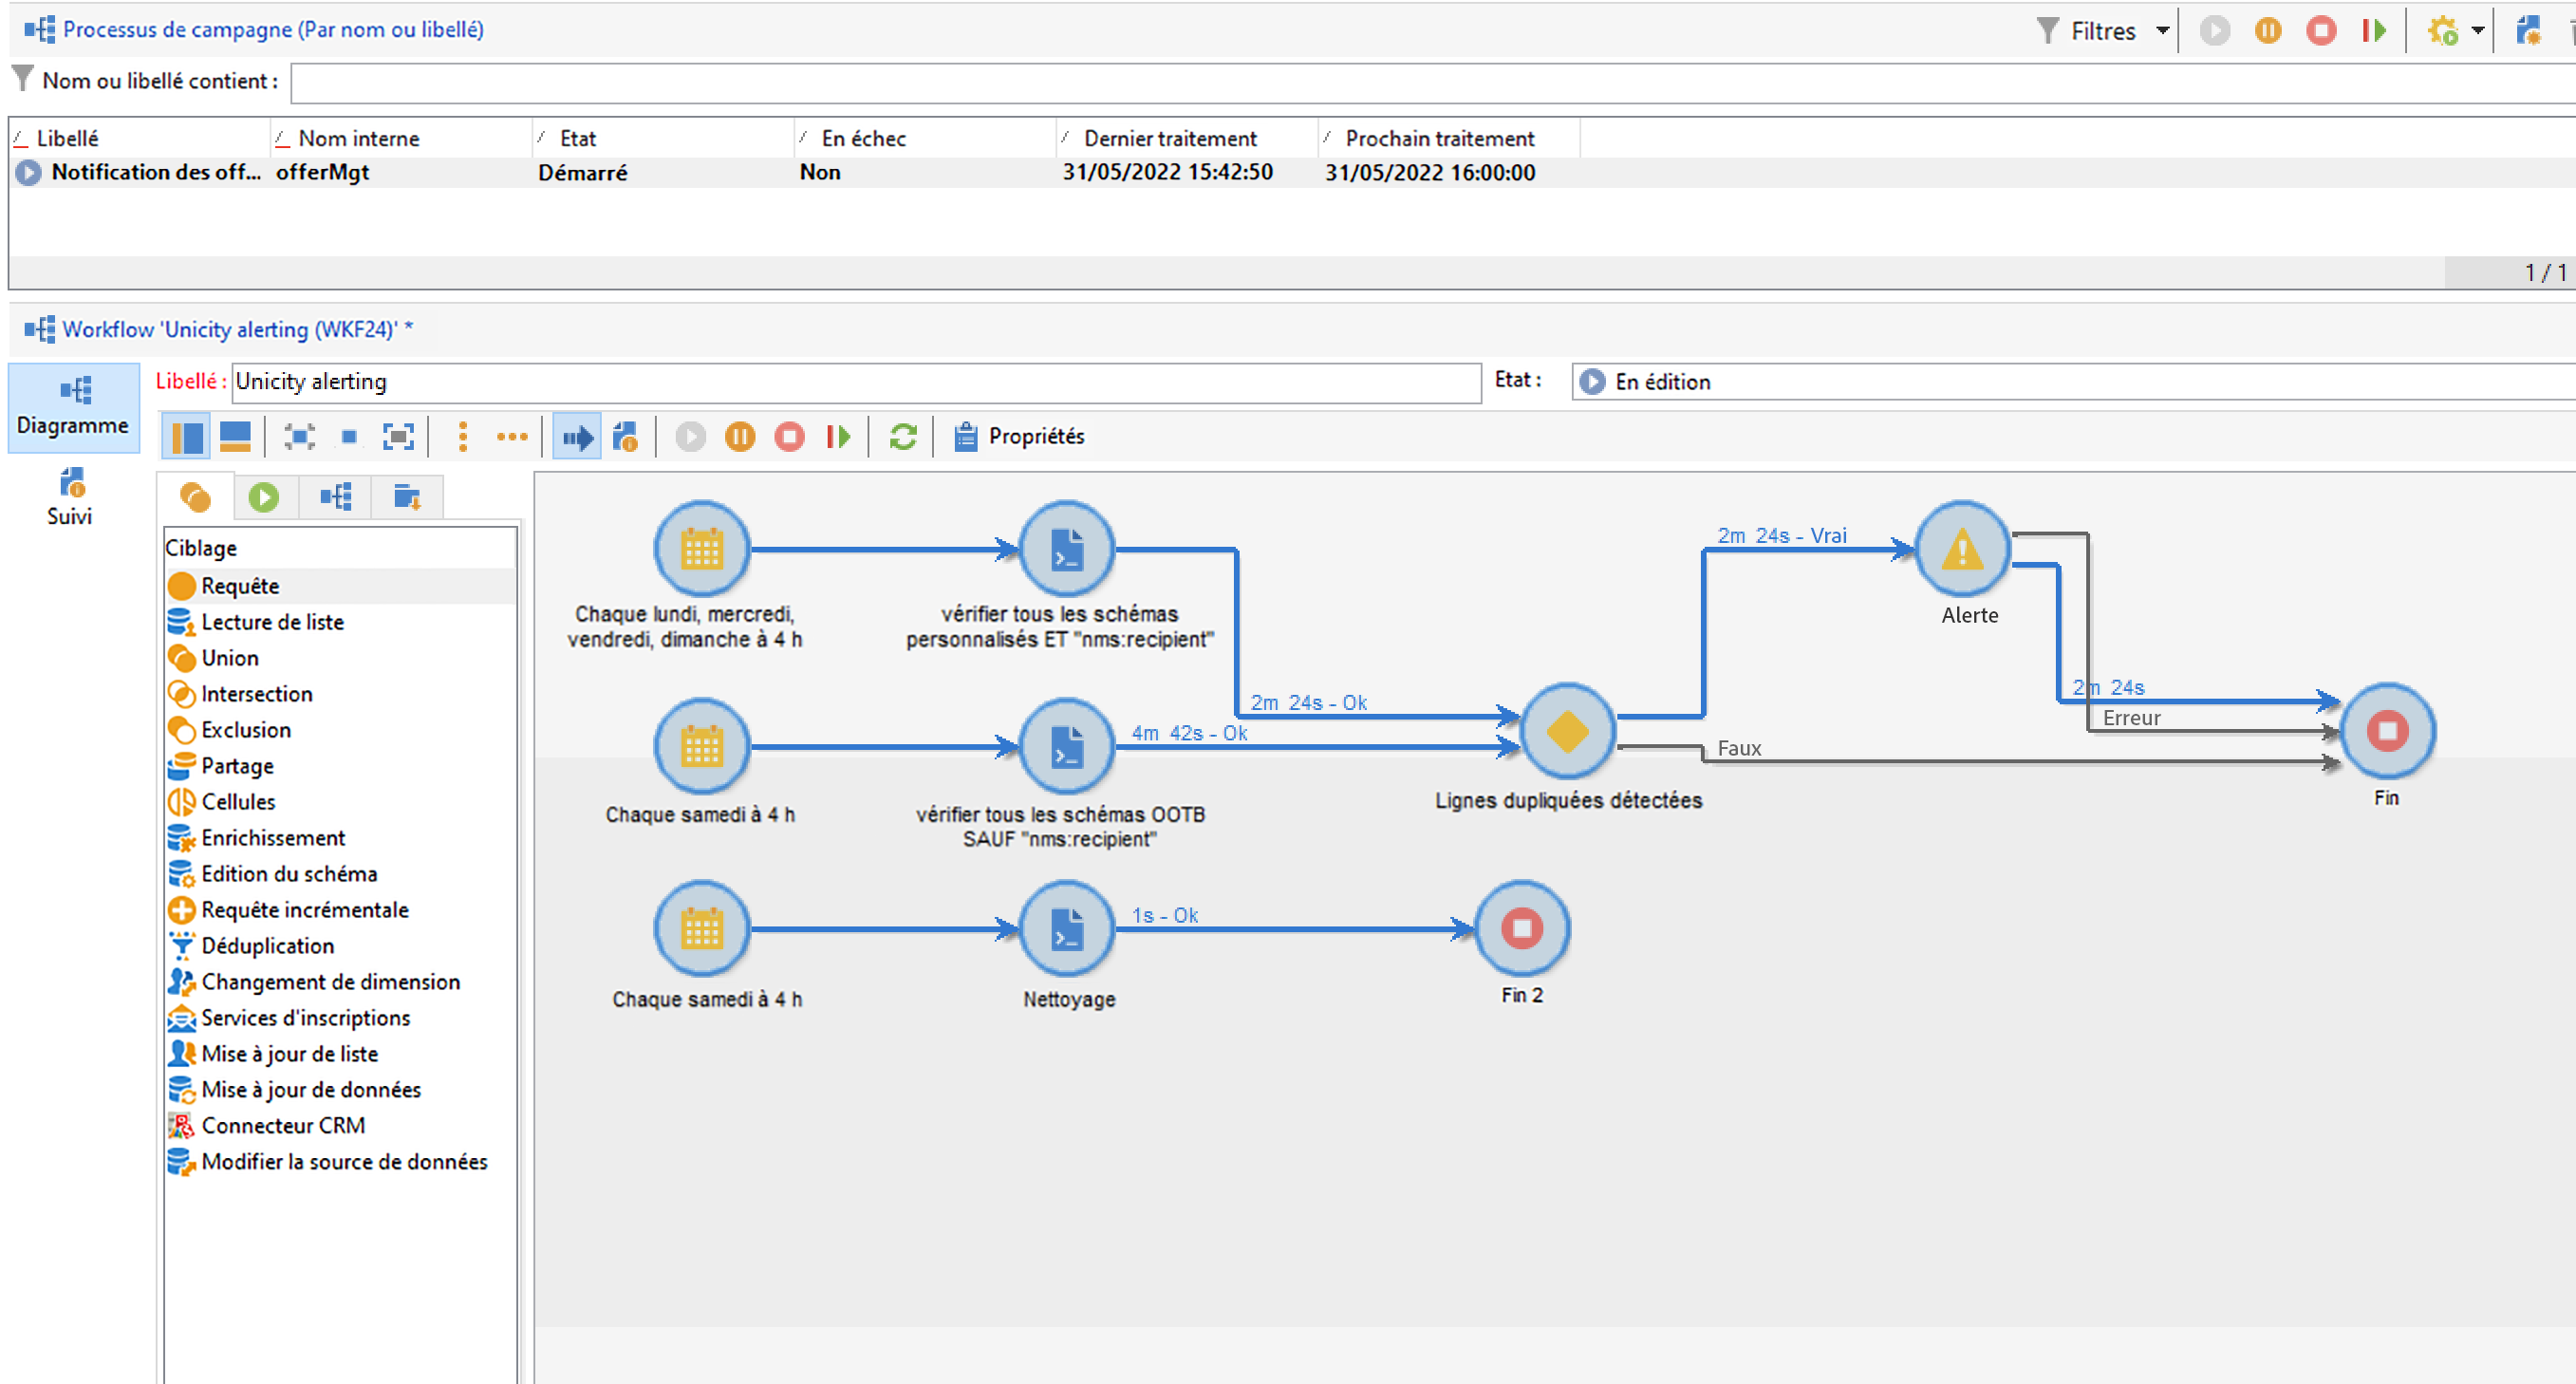 Processus de campagne (Par nom ou libellé)
Filtres
Nom ou libellé contient :
Libellé
Nom interne
Etat
En échec
Dernier traitement
Prochain traitement
Notification des off...
offerMgt
Démarré
Non
31/05/2022 15:42:50
31/05/2022 16:00:00
1 / 1
Workflow 'Unicity alerting (WKF24)' *
Diagramme
Suivi
Libellé :
Unicity alerting
Etat :
En édition
Propriétés
Ciblage
Requête
Lecture de liste
Union
Intersection
Exclusion
Partage
Cellules
Enrichissement
Edition du schéma
Requête incrémentale
Déduplication
Changement de dimension
Services d'inscriptions
Mise à jour de liste
Mise à jour de données
Connecteur CRM
Modifier la source de données
Chaque lundi, mercredi,
vendredi, dimanche à 4 h
vérifier tous les schémas
personnalisés ET "nms:recipient"
2m 24s - Ok
2m 24s - Vrai
Alerte
2m 24s
Erreur
Chaque samedi à 4 h
vérifier tous les schémas OOTB
SAUF "nms:recipient"
4m 42s - Ok
Lignes dupliquées détectées
Faux
Fin
Chaque samedi à 4 h
Nettoyage
1s - Ok
Fin 2